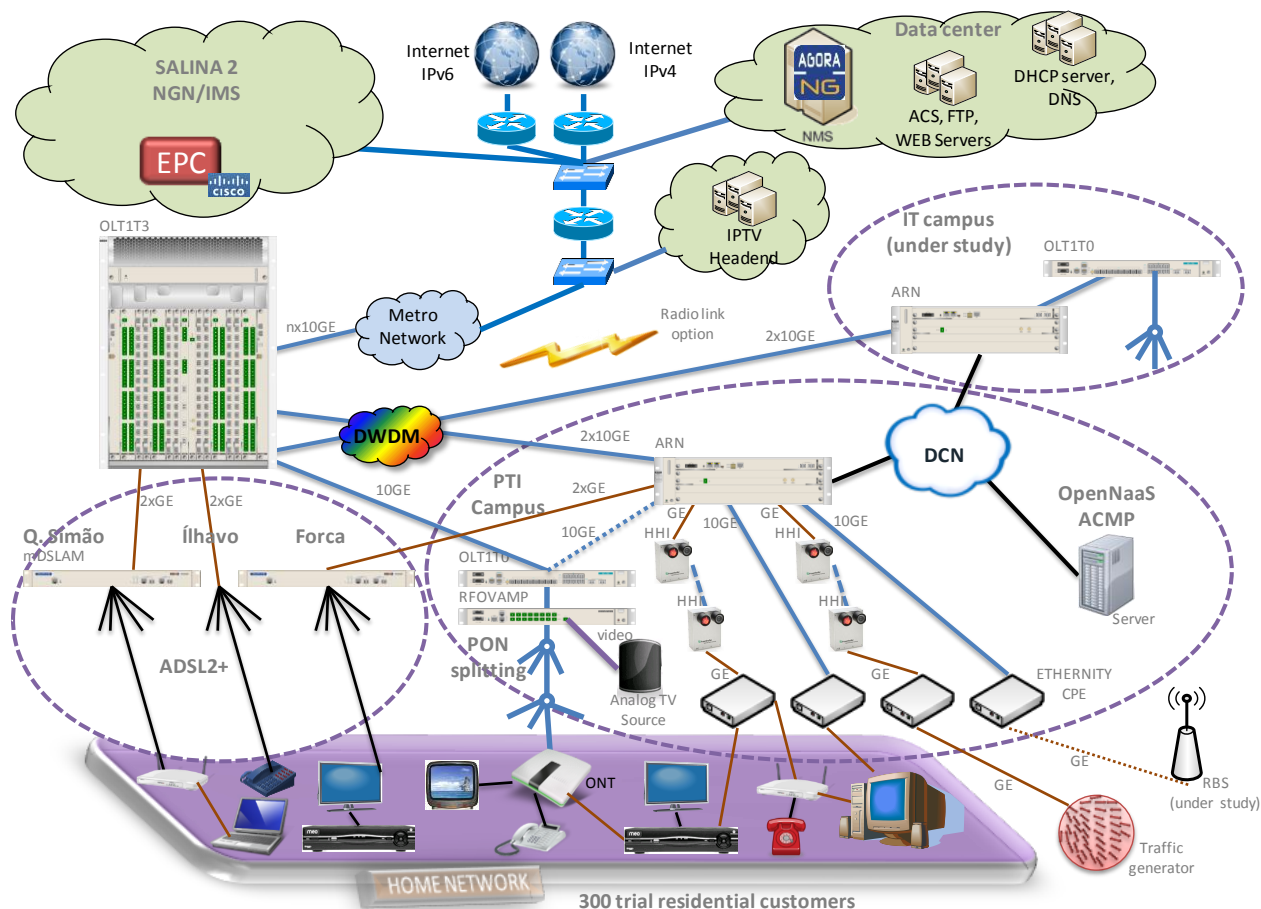 SALINA 2
NGN/IMS
EPC
CISCO
Internet
IPv6
Internet
IPv4
Data center
AGORA
NG
NMS
ACS, FTP,
WEB Servers
DHCP server,
DNS
IPTV
Headend
IT campus
(under study)
OLT1T0
ARN
OLT1T3
nx10GE
Metro
Network
Radio link
option
2x10GE
DWDM
2x10GE
ARN
DCN
10GE
PTI
Campus
2xGE
10GE
GE
10GE
GE
10GE
OpenNaaS
ACMP
Server
2xGE
2xGE
Q. Simão
mDSLAM
Ílhavo
Forca
ADSL2+
OLT1T0
RFOVAMP
video
PON
splitting
Analog TV
Source
HHI
HHI
HHI
HHI
GE
GE
ETHERNITY
CPE
GE
GE
RBS
(under study)
Traffic
generator
ONT
meo
meo
HOME NETWORK
300 trial residential customers